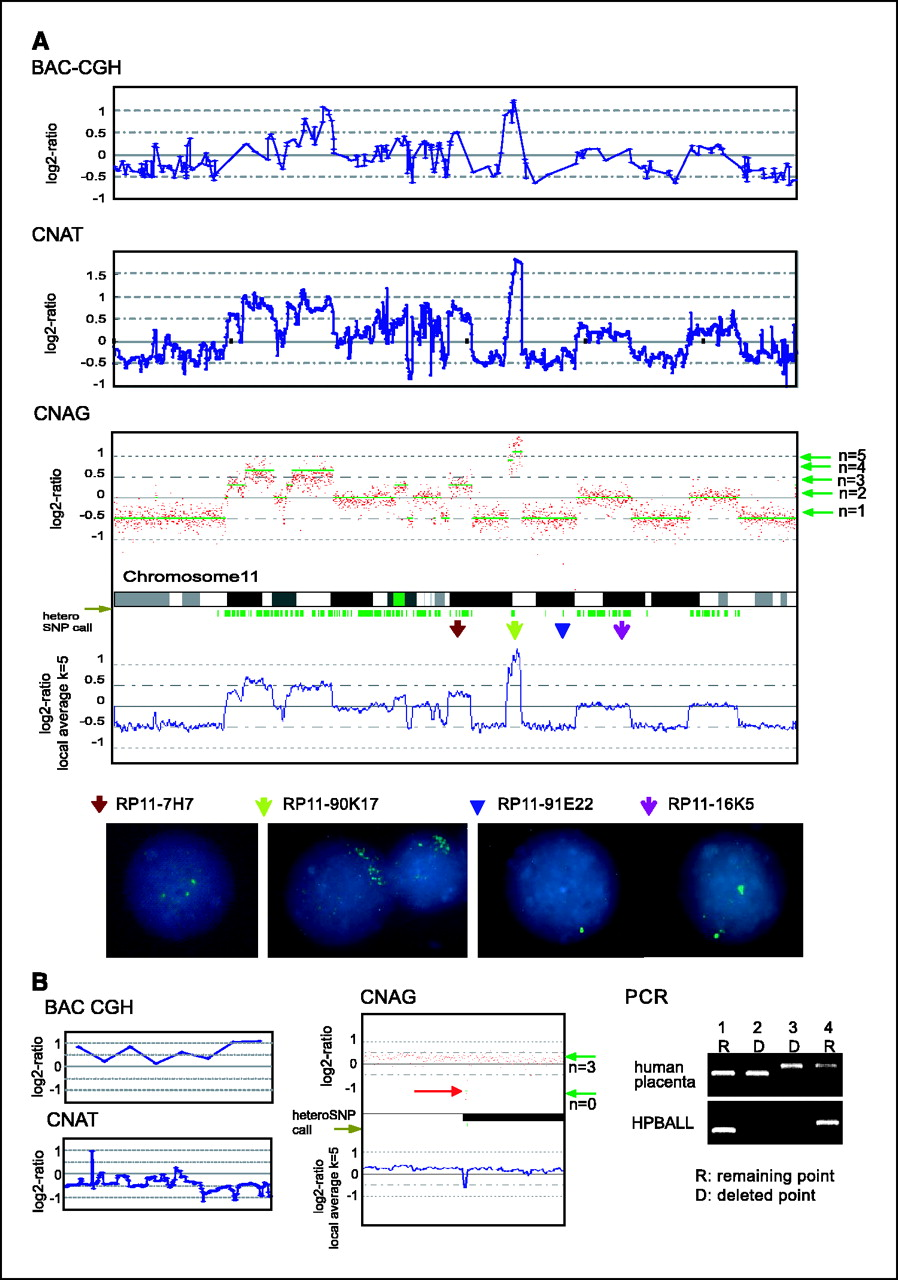 A
BAC-CGH
log2-ratio
1
0.5
0
-0.5
-1
CNAT
log2-ratio
1.5
1
0.5
0
-0.5
-1
CNAG
log2-ratio
1
0.5
0
-0.5
-1
n=5
n=4
n=3
n=2
n=1
Chromosome11
hetero
SNP call
log2-ratio
local average k=5
1
0.5
0
-0.5
-1
RP11-7H7
RP11-90K17
RP11-91E22
RP11-16K5
B
BAC CGH
log2-ratio
1
0
-1
CNAT
log2-ratio
1
0
-1
CNAG
log2-ratio
1
0
-1
n=3
n=0
heteroSNP
call
log2-ratio
local average k=5
1
0
-1
PCR
1 2 3 4
R D D R
human
placenta
HPBALL
R: remaining point
D: deleted point